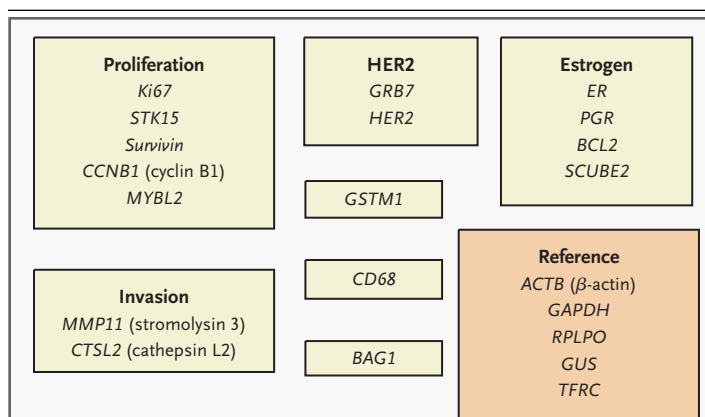 Proliferation
Ki67
STK15
Survivin
CCNB1 (cyclin B1)
MYBL2
HER2
GRB7
HER2
Estrogen
ER
PGR
BCL2
SCUBE2
GSTM1
CD68
BAG1
Invasion
MMP11 (stromolysin 3)
CTSL2 (cathepsin L2)
Reference
ACTB (β-actin)
GAPDH
RPLPO
GUS
TFRC